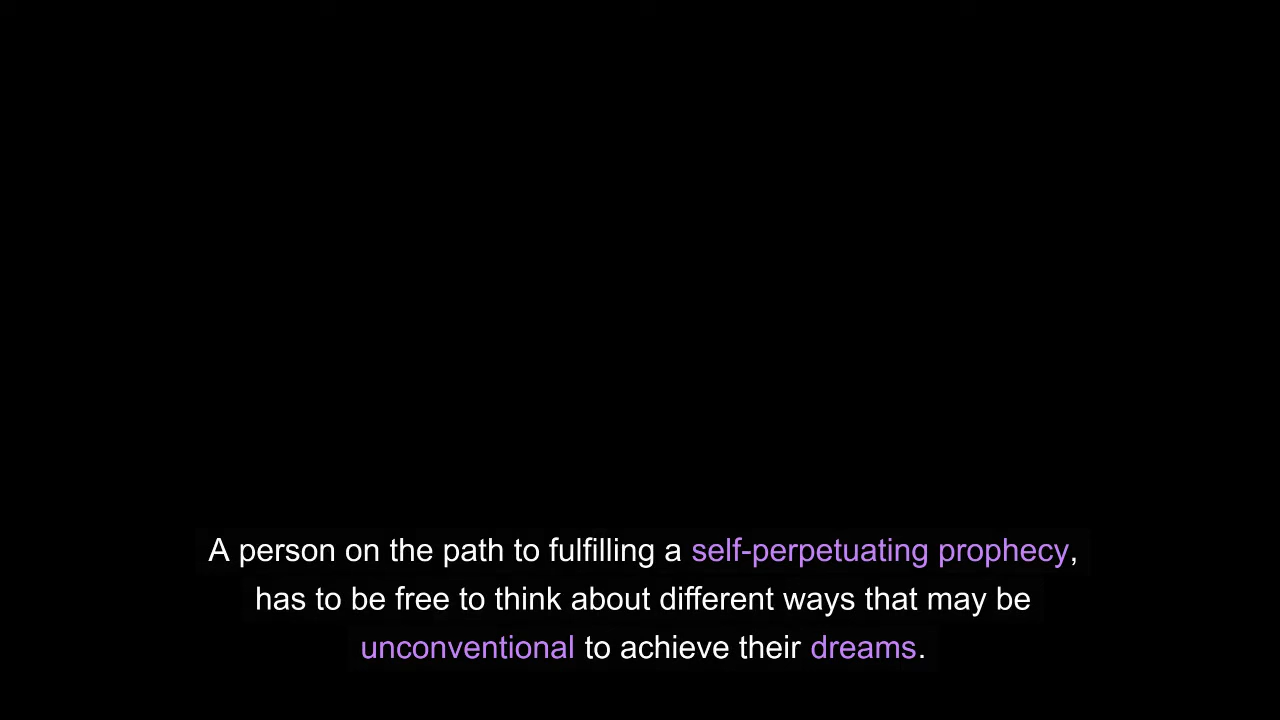 A person on the path to fulfilling a self-perpetuating prophecy,
has to be free to think about different ways that may be
unconventional to achieve their dreams.